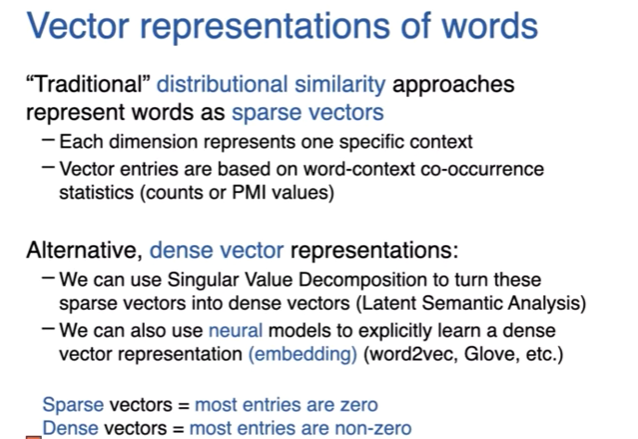 Vector representations of words
“Traditional” distributional similarity approaches
represent words as sparse vectors
– Each dimension represents one specific context
– Vector entries are based on word-context co-occurrence
statistics (counts or PMI values)
Alternative, dense vector representations:
– We can use Singular Value Decomposition to turn these
sparse vectors into dense vectors (Latent Semantic Analysis)
– We can also use neural models to explicitly learn a dense
vector representation (embedding) (word2vec, Glove, etc.)
Sparse vectors = most entries are zero
Dense vectors = most entries are non-zero